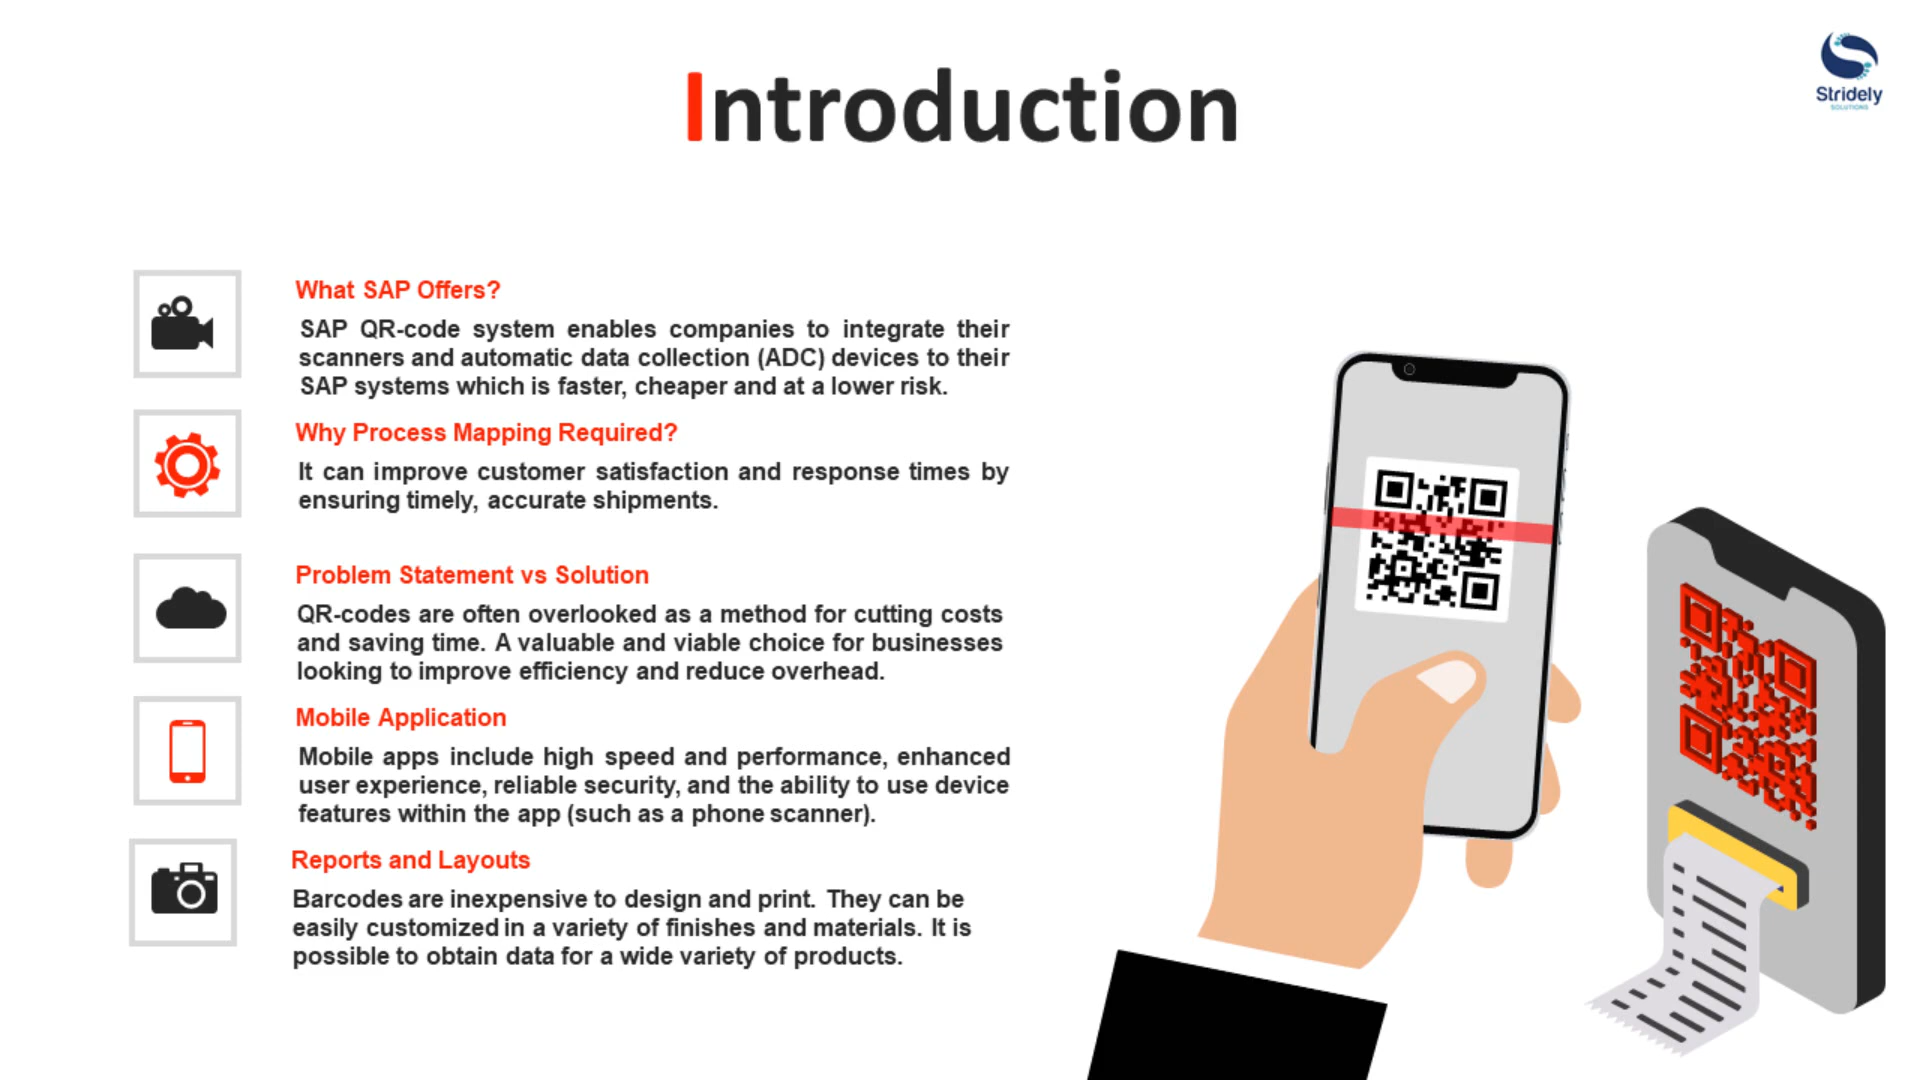 Introduction
Stridely
SOLUTIONS
What SAP Offers?
SAP QR-code system enables companies to integrate their
scanners and automatic data collection (ADC) devices to their
SAP systems which is faster, cheaper and at a lower risk.
Why Process Mapping Required?
It can improve customer satisfaction and response times by
ensuring timely, accurate shipments.
Problem Statement vs Solution
QR-codes are often overlooked as a method for cutting costs
and saving time. A valuable and viable choice for businesses
looking to improve efficiency and reduce overhead.
Mobile Application
Mobile apps include high speed and performance, enhanced
user experience, reliable security, and the ability to use device
features within the app (such as a phone scanner).
Reports and Layouts
Barcodes are inexpensive to design and print. They can be
easily customized in a variety of finishes and materials. It is
possible to obtain data for a wide variety of products.